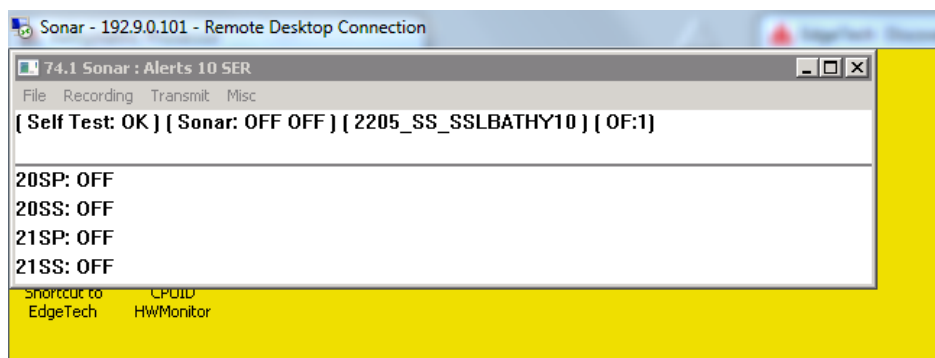 Sonar - 192.9.0.101 - Remote Desktop Connection
74.1 Sonar : Alerts 10 SER
File Recording Transmit Misc
( Self Test: OK ) ( Sonar: OFF OFF ) ( 2205_SS_SSLBATHY10 ) ( OF:1)
20SP: OFF
20SS: OFF
21SP: OFF
21SS: OFF
Shortcut to CPUID
EdgeTech HWMonitor